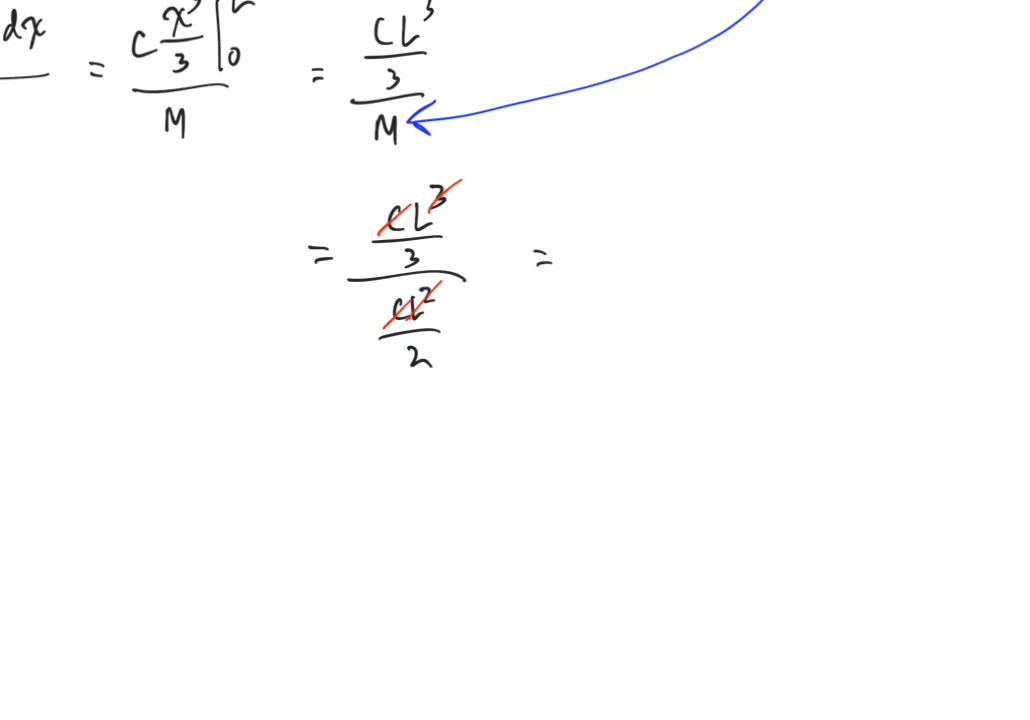 dx = C x³/3 |₀ᴸ / M = CL³/3 / M
= CL³/3 / CL²/2 =